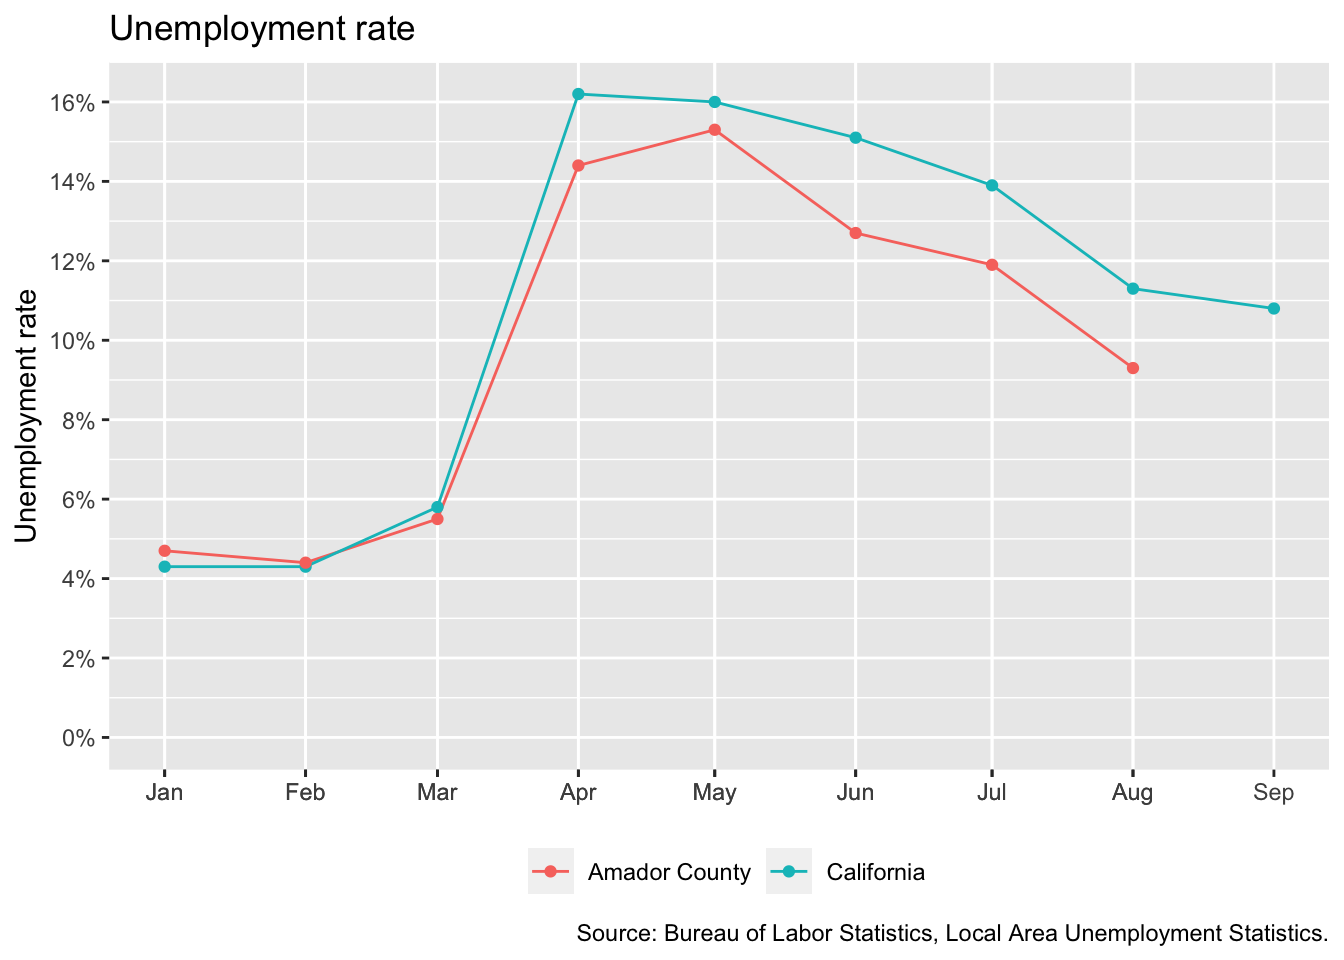 Unemployment rate
Unemployment rate
16%
14%
12%
10%
8%
6%
4%
2%
0%
Jan Feb Mar Apr May Jun Jul Aug Sep
Amador County California
Source: Bureau of Labor Statistics, Local Area Unemployment Statistics.